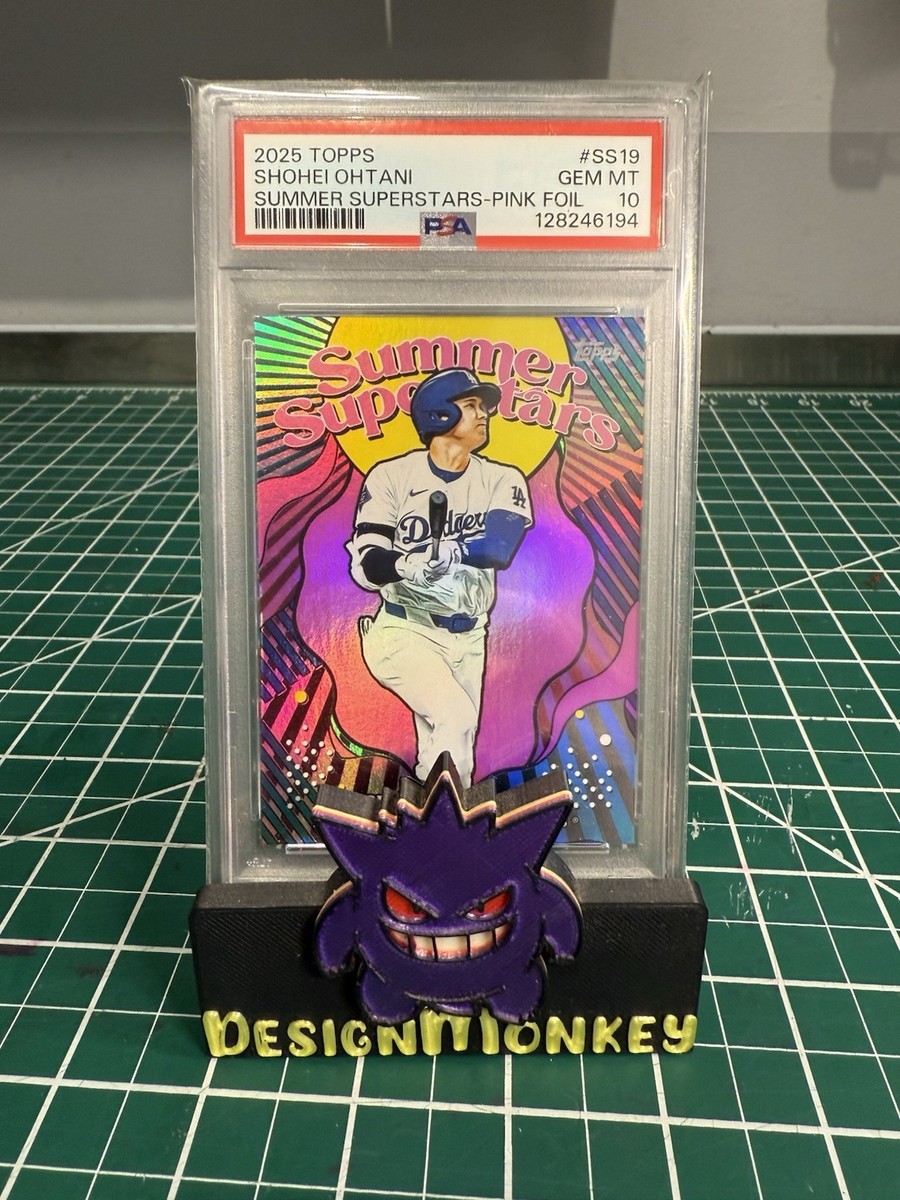 2025 TOPPS #SS19
SHOHEI OHTANI GEM MT
SUMMER SUPERSTARS-PINK FOIL 10
PSA 128246194
topps
Summer
Superstars
LA
Dodgers
DESIGNMONKEY